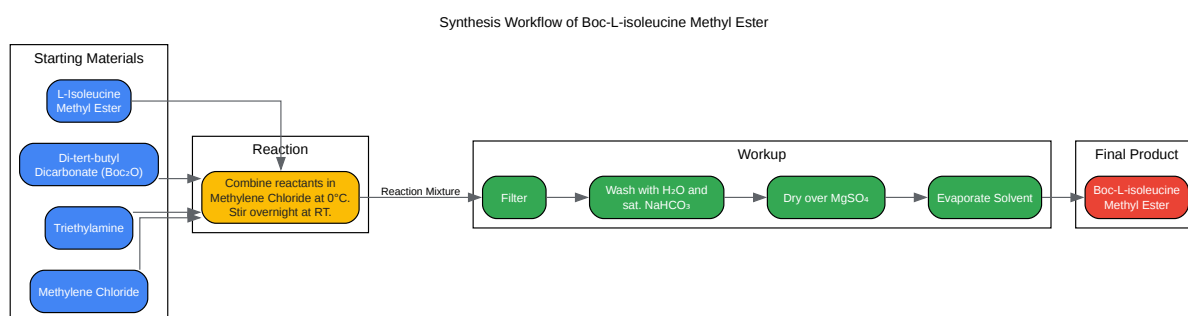 Synthesis Workflow of Boc-L-isoleucine Methyl Ester
Starting Materials
L-Isoleucine
Methyl Ester
Di-tert-butyl
Dicarbonate (Boc₂O)
Triethylamine
Methylene Chloride
Reaction
Combine reactants in
Methylene Chloride at 0°C.
Stir overnight at RT.
Reaction Mixture
Workup
Filter
Wash with H₂O and
sat. NaHCO₃
Dry over MgSO₄
Evaporate Solvent
Final Product
Boc-L-isoleucine
Methyl Ester